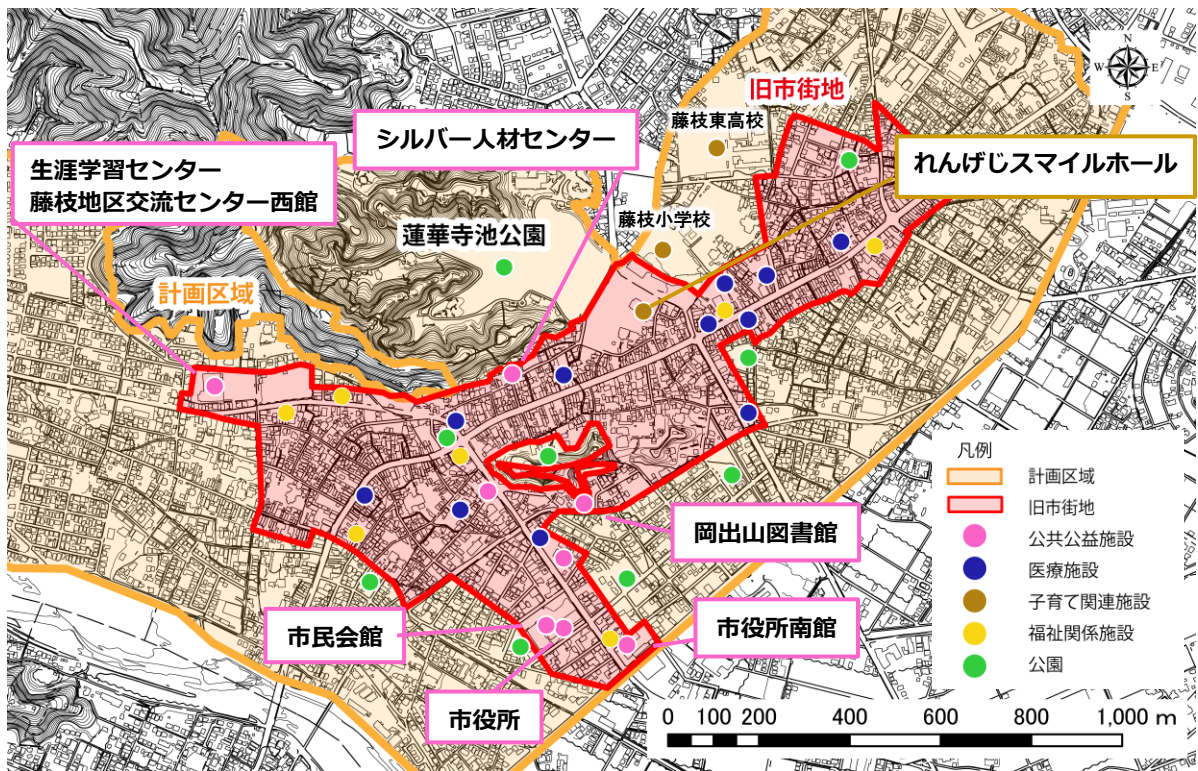 旧市街地
N
W
E
S
藤枝東高校
シルバー人材センター
れんげじスマイルホール
生涯学習センター
藤枝地区交流センター西館
藤枝小学校
蓮華寺池公園
計画区域
凡例
計画区域
旧市街地
公共公益施設
医療施設
子育て関連施設
福祉関係施設
公園
岡出山図書館
市民会館
市役所南館
市役所
0 100 200 400 600 800 1,000 m